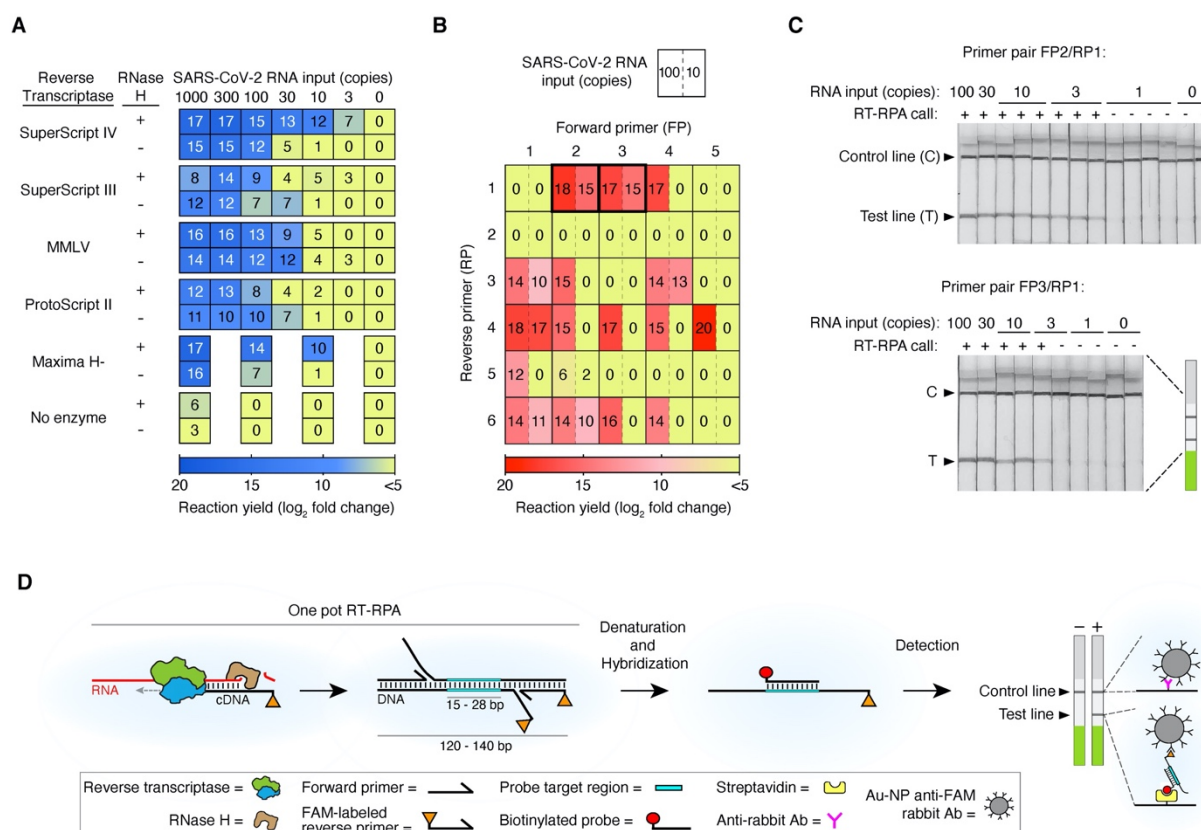 A
Reverse Transcriptase
RNase H
SARS-CoV-2 RNA input (copies)
1000 300 100 30 10 3 0
SuperScript IV
+ 17 17 15 13 12 7 0
- 15 15 12 5 1 0 0
SuperScript III
+ 8 14 9 4 5 3 0
- 12 12 7 7 1 0 0
MMLV
+ 16 16 13 9 5 0 0
- 14 14 12 12 4 3 0
ProtoScript II
+ 12 13 8 4 2 0 0
- 11 10 10 7 1 0 0
Maxima H-
+ 17 14 10 0
- 16 7 1 0
No enzyme
+ 6 0 0 0
- 3 0 0 0
20 15 10 <5
Reaction yield (log2 fold change)
B
SARS-CoV-2 RNA
input (copies)
100 10
Forward primer (FP)
1 2 3 4 5
Reverse primer (RP)
1 0 0 18 15 17 15 17 0 0 0
2 0 0 0 0 0 0 0 0 0 0
3 14 10 15 0 0 0 14 13 0 0
4 18 17 15 0 17 0 15 0 20 0
5 12 0 6 2 0 0 0 0 0 0
6 14 11 14 10 16 0 14 0 0 0
20 15 10 <5
Reaction yield (log2 fold change)
C
Primer pair FP2/RP1:
RNA input (copies): 100 30 10 3 1 0
RT-RPA call: + + + + + + + + - - - - - -
Control line (C)
Test line (T)
Primer pair FP3/RP1:
RNA input (copies): 100 30 10 3 1 0
RT-RPA call: + + + + + - - - - -
C
T
D
One pot RT-RPA
RNA
cDNA
DNA
15 - 28 bp
120 - 140 bp
Denaturation
and
Hybridization
Detection
- +
Control line
Test line
Reverse transcriptase =
RNase H =
Forward primer =
FAM-labeled
reverse primer =
Probe target region =
Biotinylated probe =
Streptavidin =
Anti-rabbit Ab =
Au-NP anti-FAM
rabbit Ab =